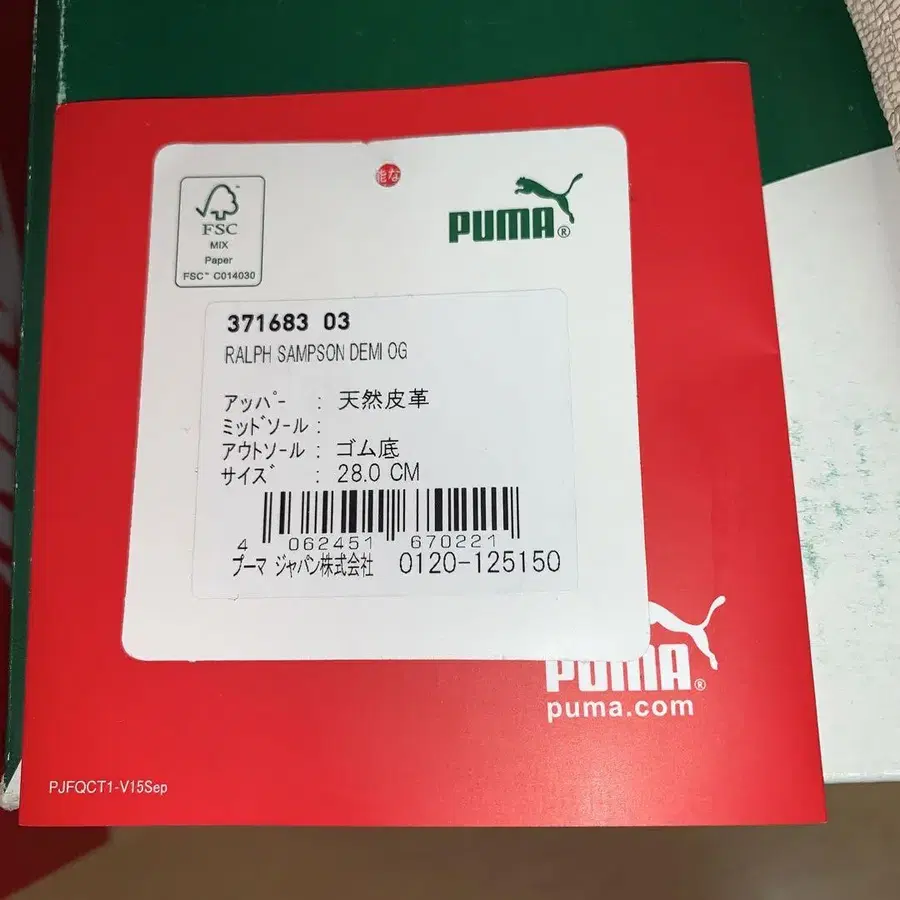 能な
FSC
MIX
Paper
FSC™ C014030
PUMA®
371683 03
RALPH SAMPSON DEMI OG
アッパー : 天然皮革
ミッドソール :
アウトソール : ゴム底
サイズ : 28.0 CM
4 062451 670221
プーマ ジャパン株式会社 0120-125150
PUMA®
puma.com
PJFQCT1-V15Sep